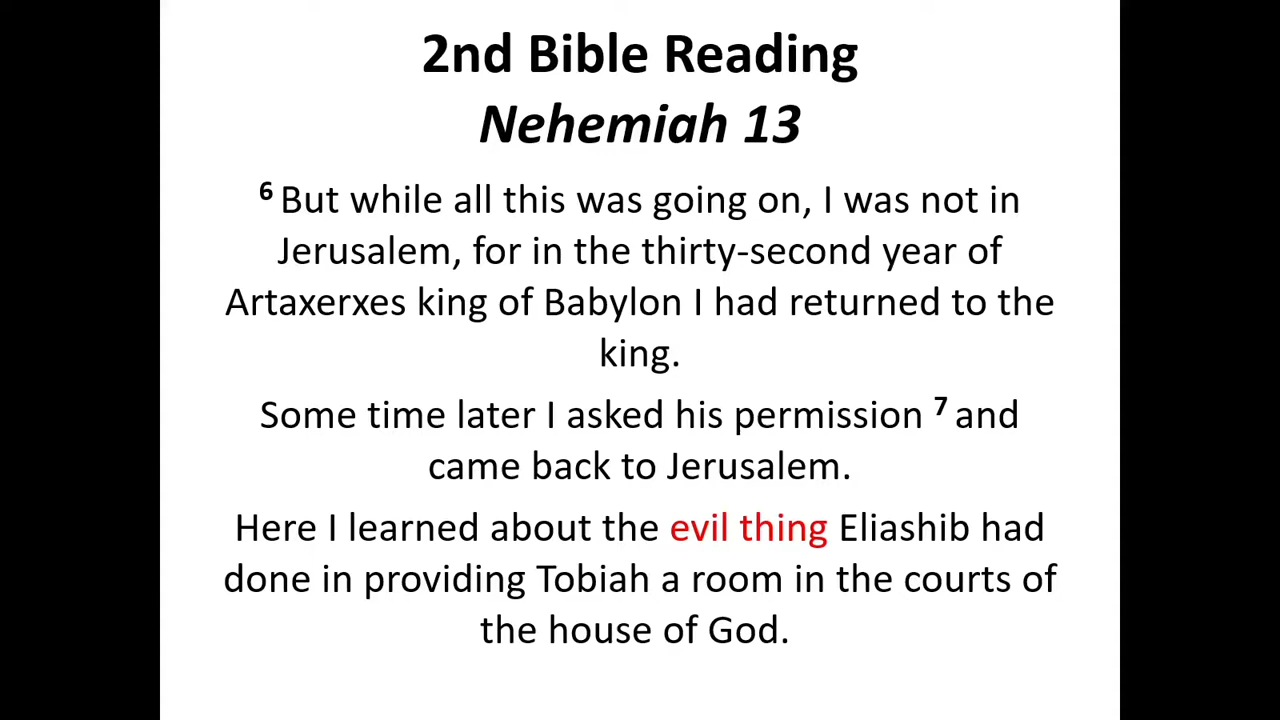 2nd Bible Reading
Nehemiah 13
6 But while all this was going on, I was not in
Jerusalem, for in the thirty-second year of
Artaxerxes king of Babylon I had returned to the
king.
Some time later I asked his permission 7 and
came back to Jerusalem.
Here I learned about the evil thing Eliashib had
done in providing Tobiah a room in the courts of
the house of God.